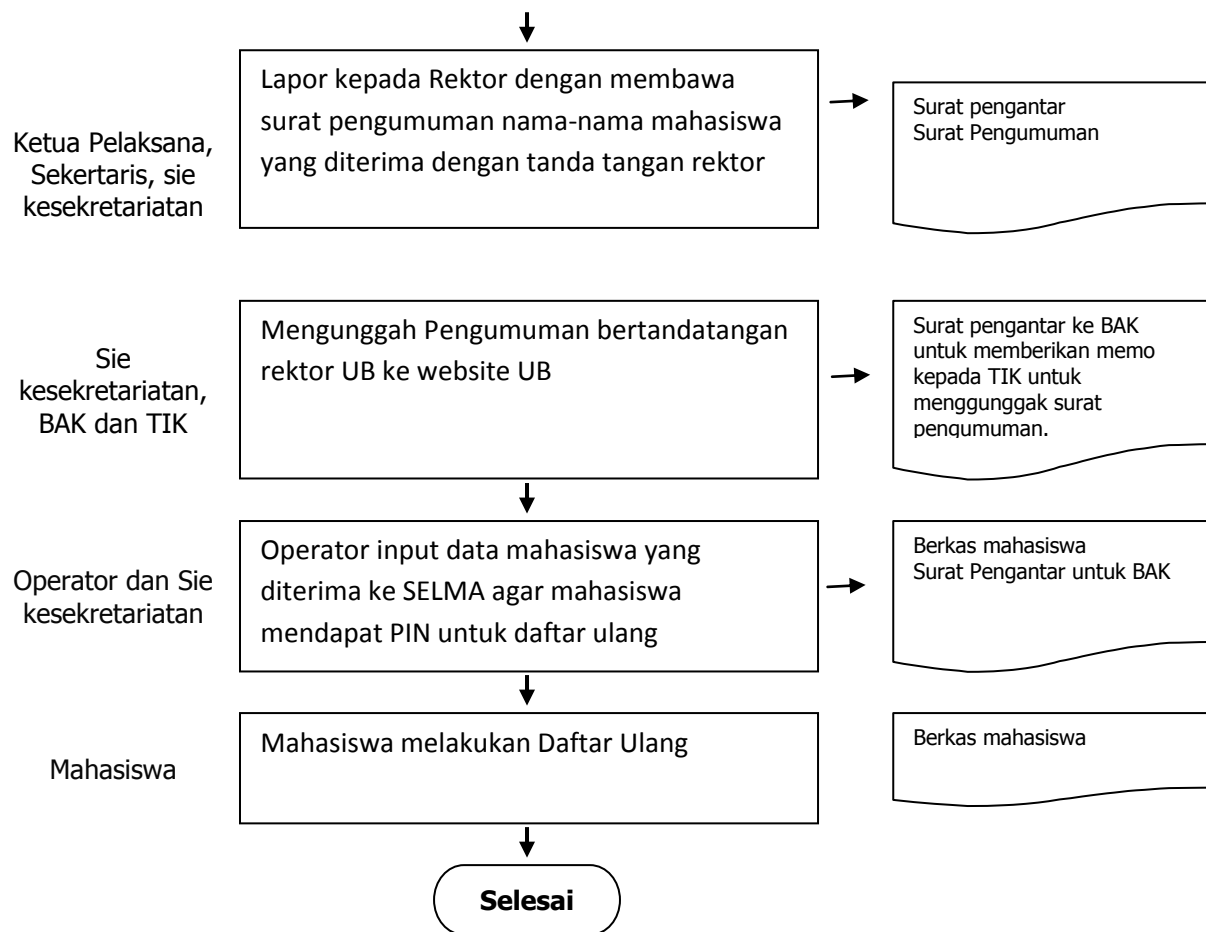 Ketua Pelaksana,
Sekertaris, sie
kesekretariatan
Lapor kepada Rektor dengan membawa
surat pengumuman nama-nama mahasiswa
yang diterima dengan tanda tangan rektor
Surat pengantar
Surat Pengumuman
Sie
kesekretariatan,
BAK dan TIK
Mengunggah Pengumuman bertandatangan
rektor UB ke website UB
Surat pengantar ke BAK
untuk memberikan memo
kepada TIK untuk
menggunggak surat
pengumuman.
Operator dan Sie
kesekretariatan
Operator input data mahasiswa yang
diterima ke SELMA agar mahasiswa
mendapat PIN untuk daftar ulang
Berkas mahasiswa
Surat Pengantar untuk BAK
Mahasiswa
Mahasiswa melakukan Daftar Ulang
Berkas mahasiswa
Selesai